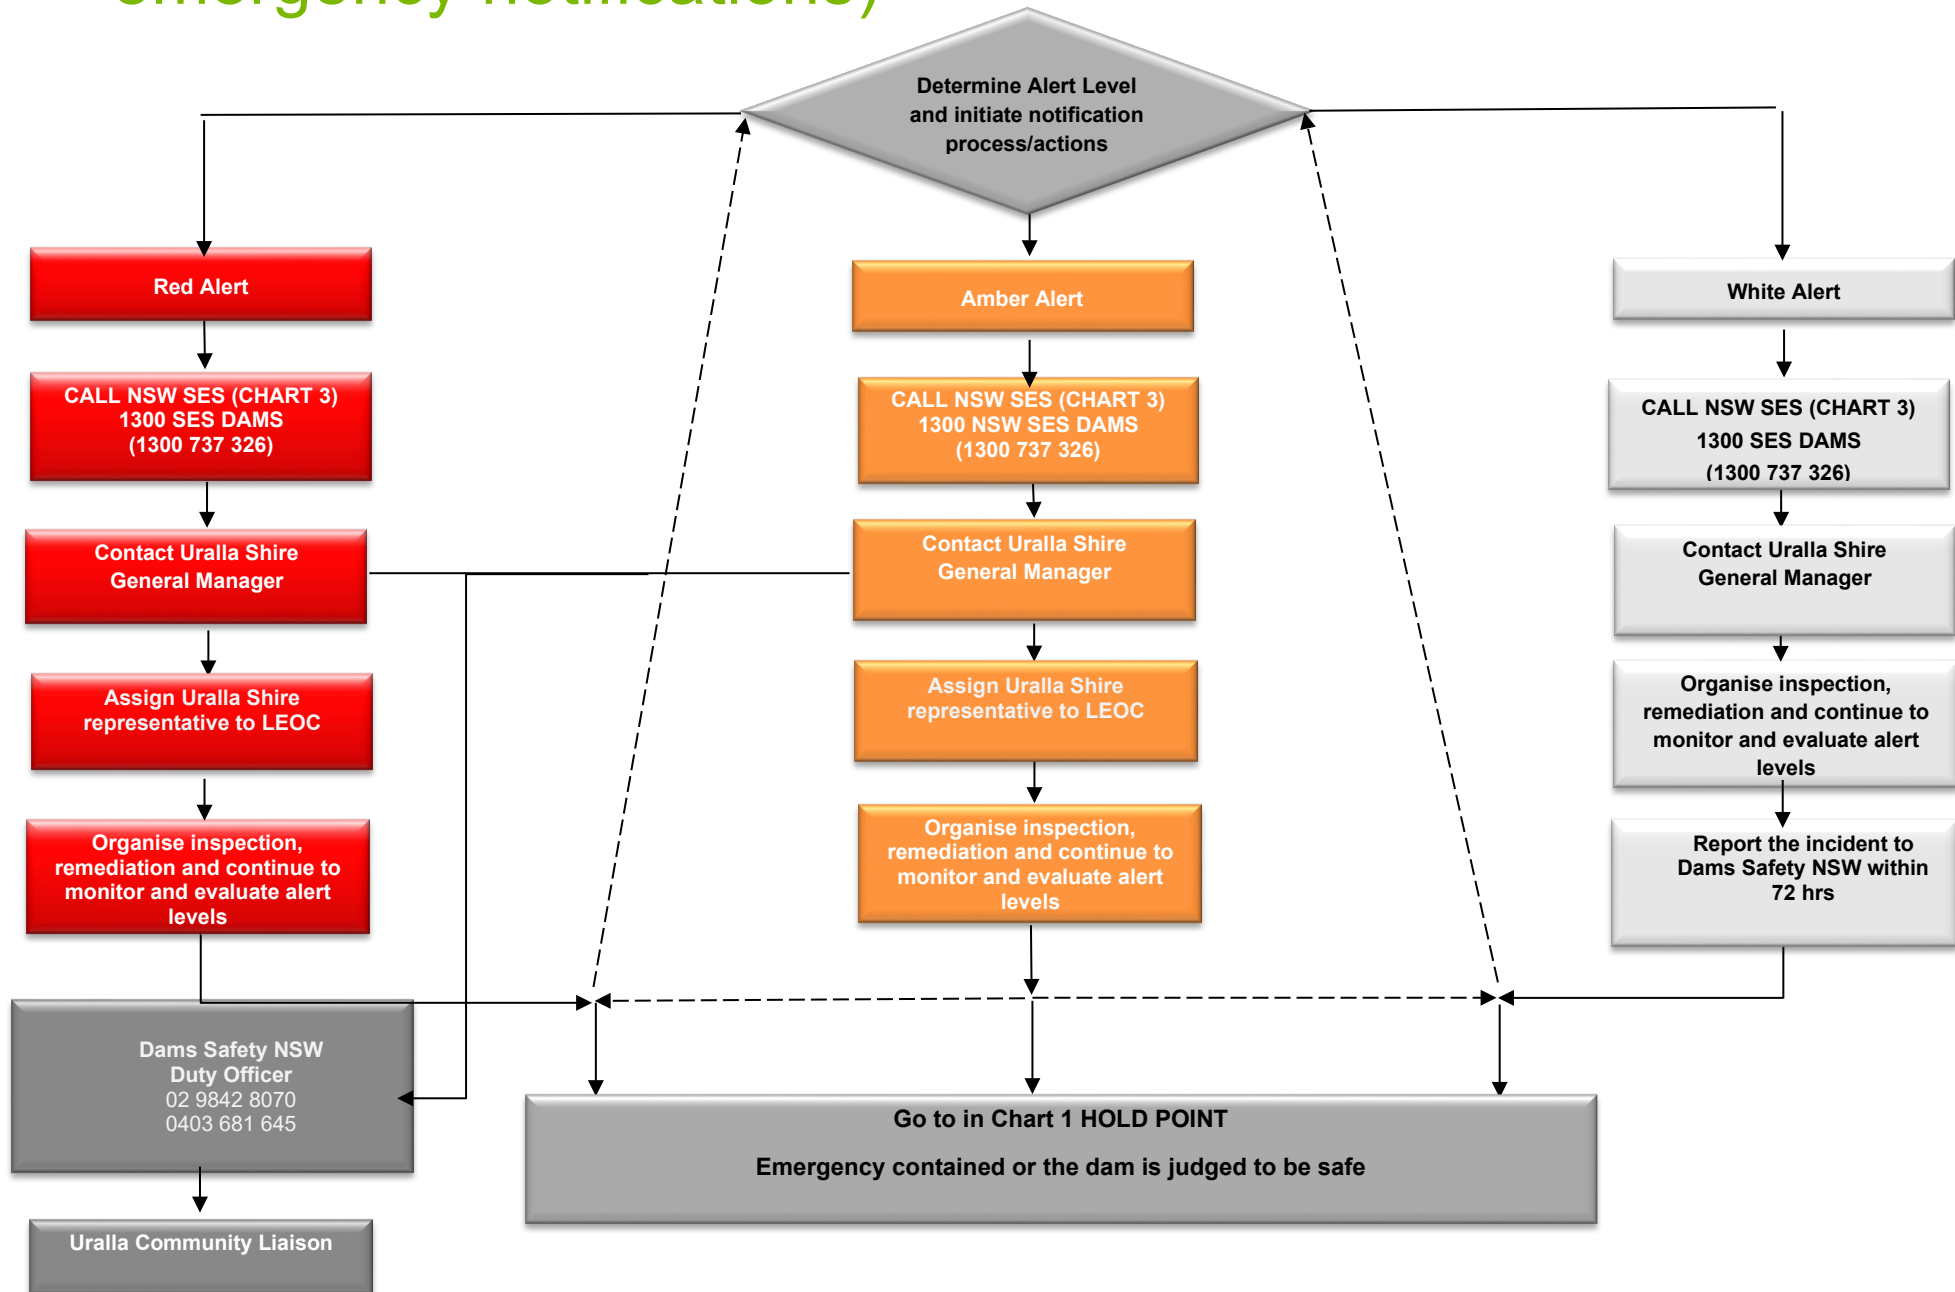 emergency notifications)
Determine Alert Level
and initiate notification
process/actions
Red Alert
Amber Alert
White Alert
CALL NSW SES (CHART 3)
1300 SES DAMS
(1300 737 326)
CALL NSW SES (CHART 3)
1300 NSW SES DAMS
(1300 737 326)
CALL NSW SES (CHART 3)
1300 SES DAMS
(1300 737 326)
Contact Uralla Shire
General Manager
Contact Uralla Shire
General Manager
Contact Uralla Shire
General Manager
Assign Uralla Shire
representative to LEOC
Assign Uralla Shire
representative to LEOC
Organise inspection,
remediation and continue to
monitor and evaluate alert
levels
Organise inspection,
remediation and continue to
monitor and evaluate alert
levels
Organise inspection,
remediation and continue to
monitor and evaluate alert
levels
Report the incident to
Dams Safety NSW within
72 hrs
Dams Safety NSW
Duty Officer
02 9842 8070
0403 681 645
Go to in Chart 1 HOLD POINT
Emergency contained or the dam is judged to be safe
Uralla Community Liaison